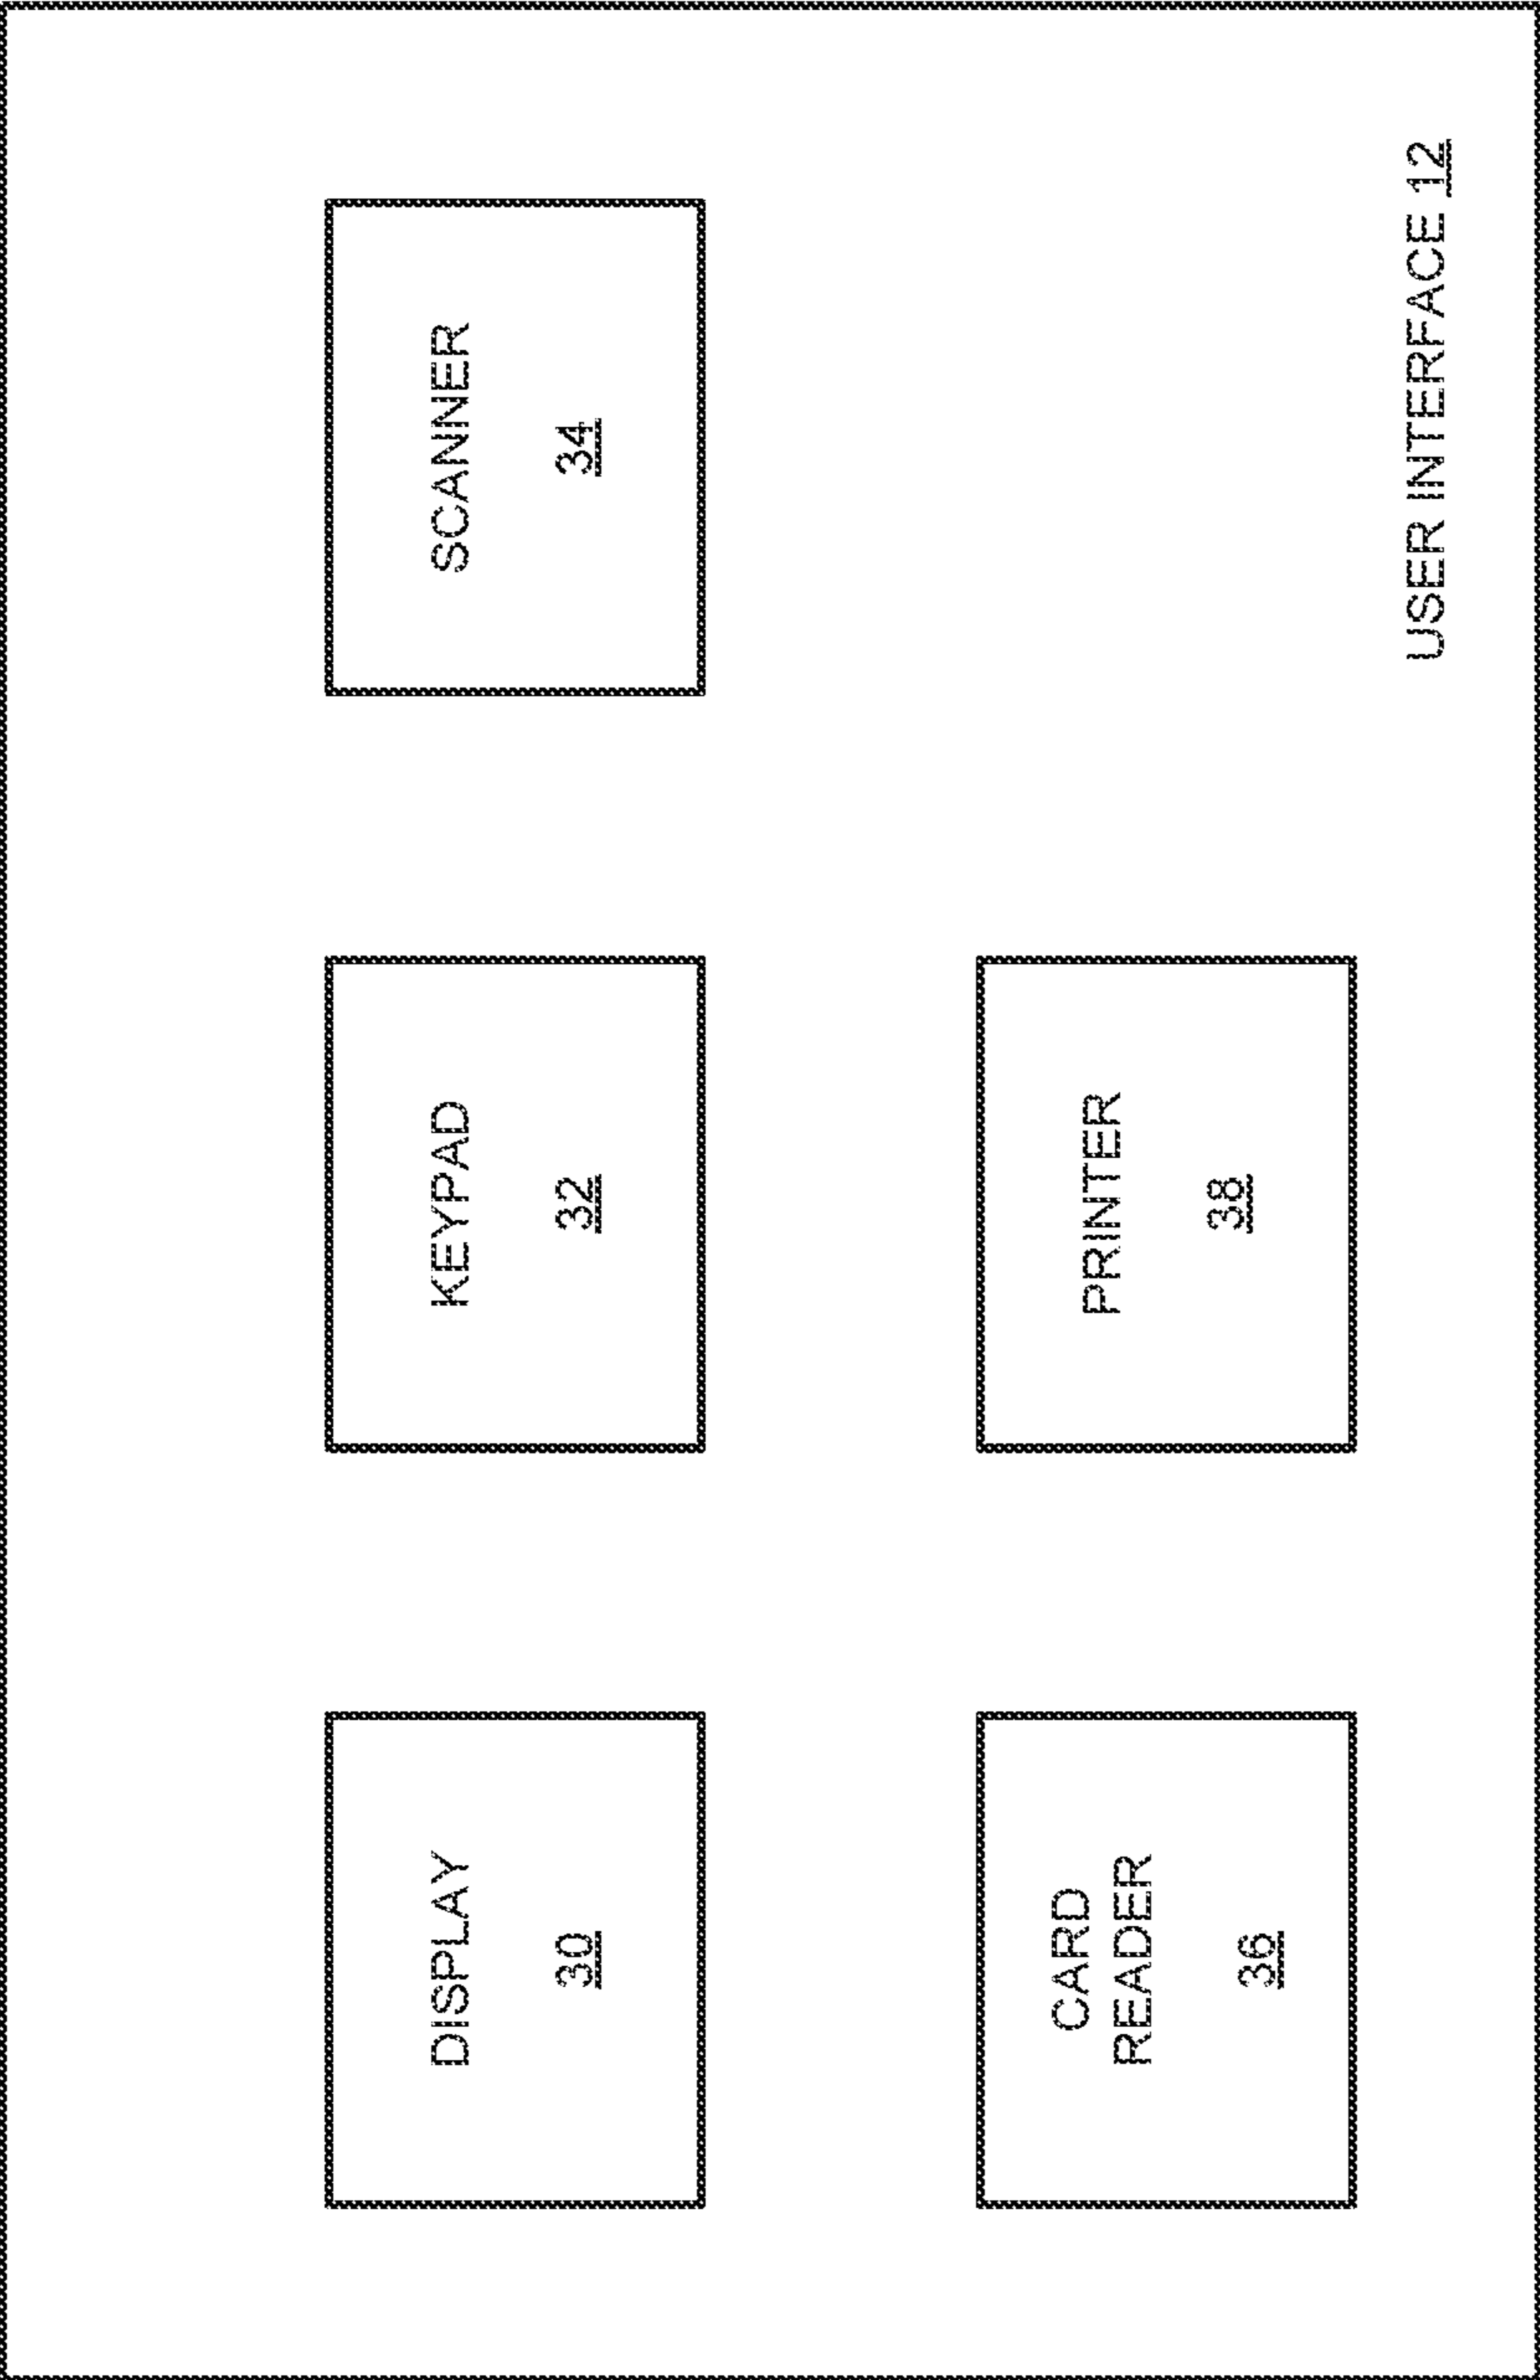 DISPLAY
30
KEYPAD
32
SCANNER
34
CARD
READER
36
PRINTER
38
USER INTERFACE 12